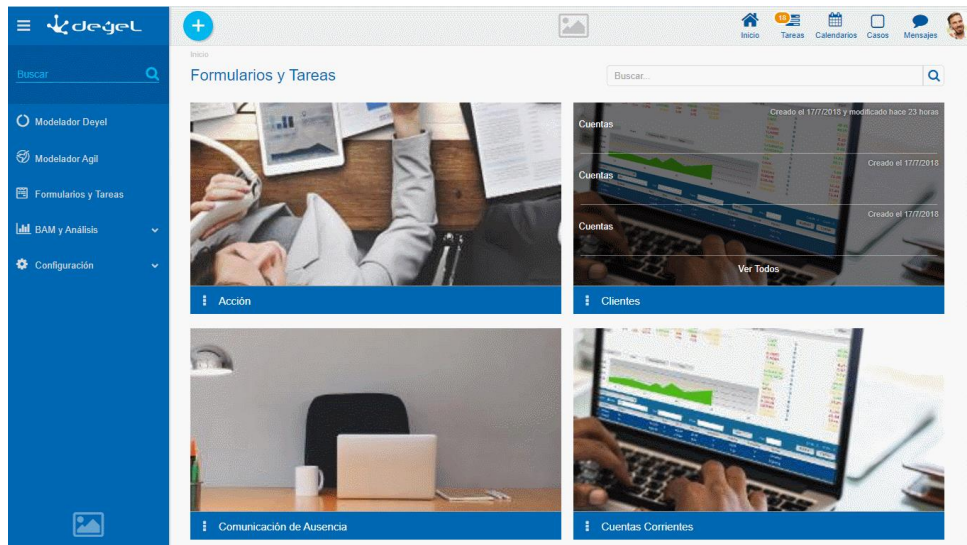 deyel
Buscar
Modelador Deyel
Modelador Agil
Formularios y Tareas
BAM y Análisis
Configuración
18
Inicio
Tareas
Calendarios
Casos
Mensajes
Inicio
Formularios y Tareas
Buscar...
Acción
Creado el 17/7/2018 y modificado hace 23 horas
Cuentas
Creado el 17/7/2018
Cuentas
Creado el 17/7/2018
Cuentas
Ver Todos
Clientes
Comunicación de Ausencia
Cuentas Corrientes